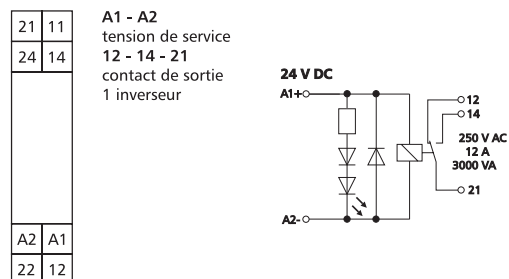 21 11
24 14
A2 A1
22 12
A1 - A2
tension de service
12 - 14 - 21
contact de sortie
1 inverseur
24 V DC
A1+
A2-
12
14
250 V AC
12 A
3000 VA
21